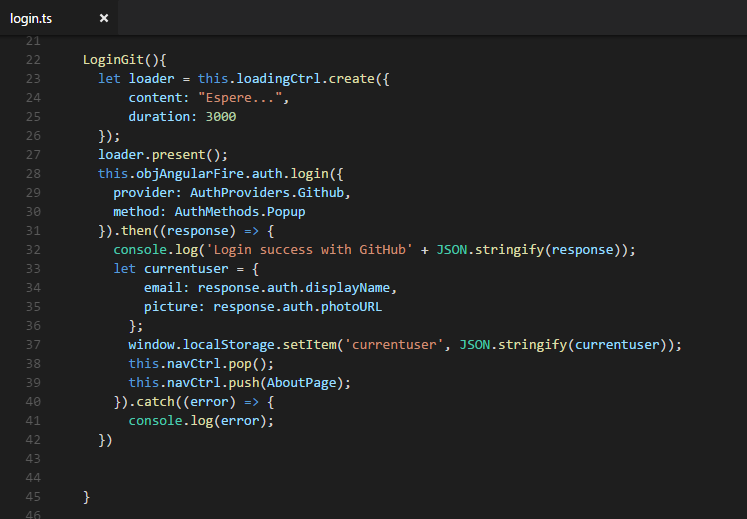 login.ts ×
21
22 LoginGit(){
23 let loader = this.loadingCtrl.create({
24 content: "Espere...",
25 duration: 3000
26 });
27 loader.present();
28 this.objAngularFire.auth.login({
29 provider: AuthProviders.Github,
30 method: AuthMethods.Popup
31 }).then((response) => {
32 console.log('Login success with GitHub' + JSON.stringify(response));
33 let currentuser = {
34 email: response.auth.displayName,
35 picture: response.auth.photoURL
36 };
37 window.localStorage.setItem('currentuser', JSON.stringify(currentuser));
38 this.navCtrl.pop();
39 this.navCtrl.push(AboutPage);
40 }).catch((error) => {
41 console.log(error);
42 })
43
44
45 }
46